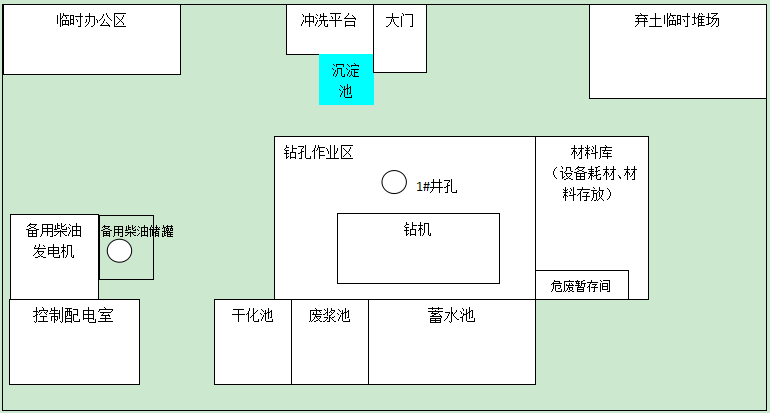 临时办公区
冲洗平台
大门
弃土临时堆场
沉淀
池
钻孔作业区
1#井孔
钻机
材料库
（设备耗材、材
料存放）
备用柴油
发电机
备用柴油储罐
危废暂存间
控制配电室
干化池
废浆池
蓄水池